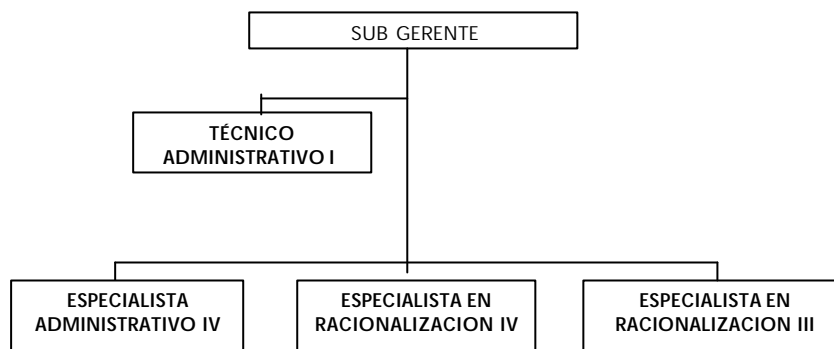 SUB GERENTE
TÉCNICO
ADMINISTRATIVO I
ESPECIALISTA
ADMINISTRATIVO IV
ESPECIALISTA EN
RACIONALIZACION IV
ESPECIALISTA EN
RACIONALIZACION III